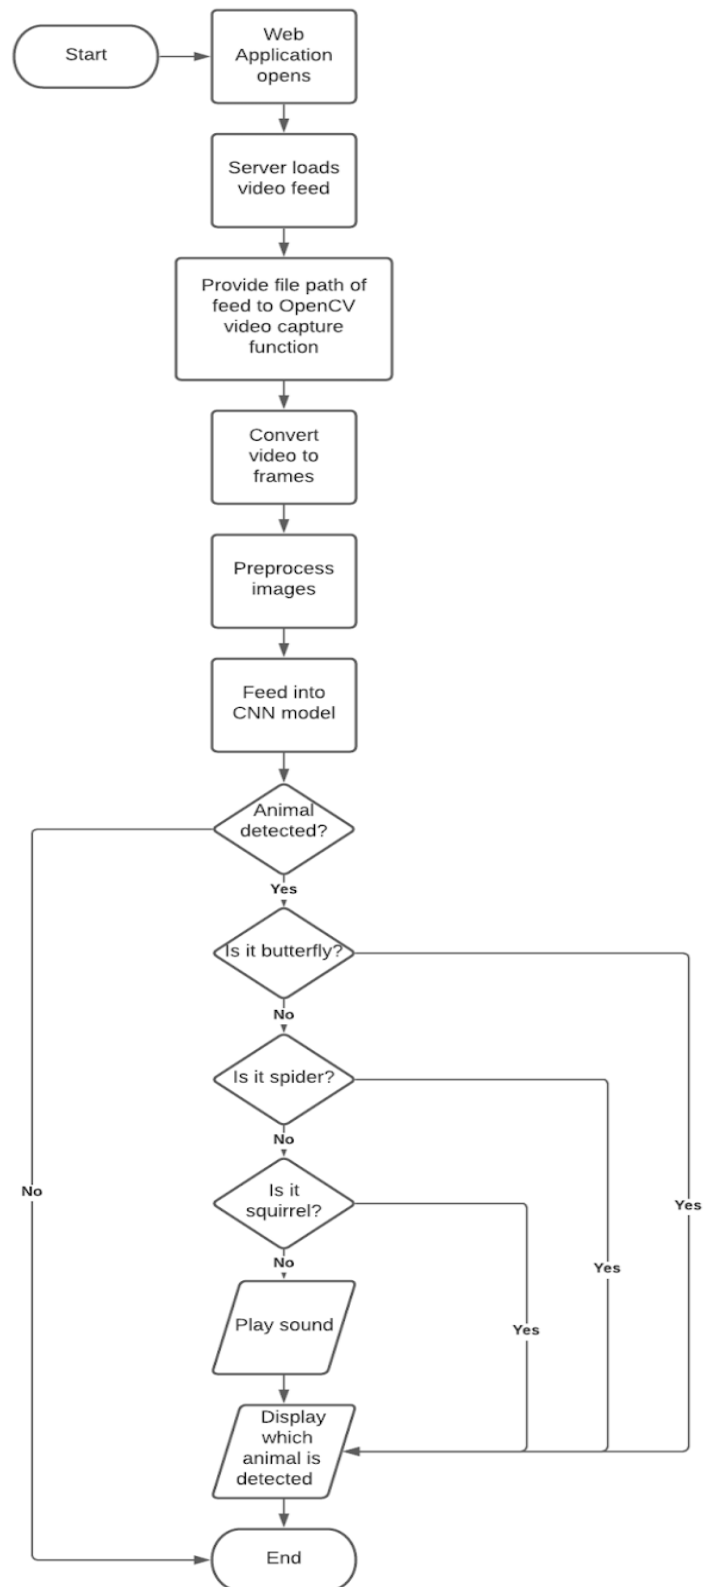 Start
Web
Application
opens
Server loads
video feed
Provide file path of
feed to OpenCV
video capture
function
Convert
video to
frames
Preprocess
images
Feed into
CNN model
Animal
detected?
Yes
Is it butterfly?
No
Is it spider?
No
Is it
squirrel?
No
No
Yes
Yes
Yes
Play sound
Display
which
animal is
detected
End